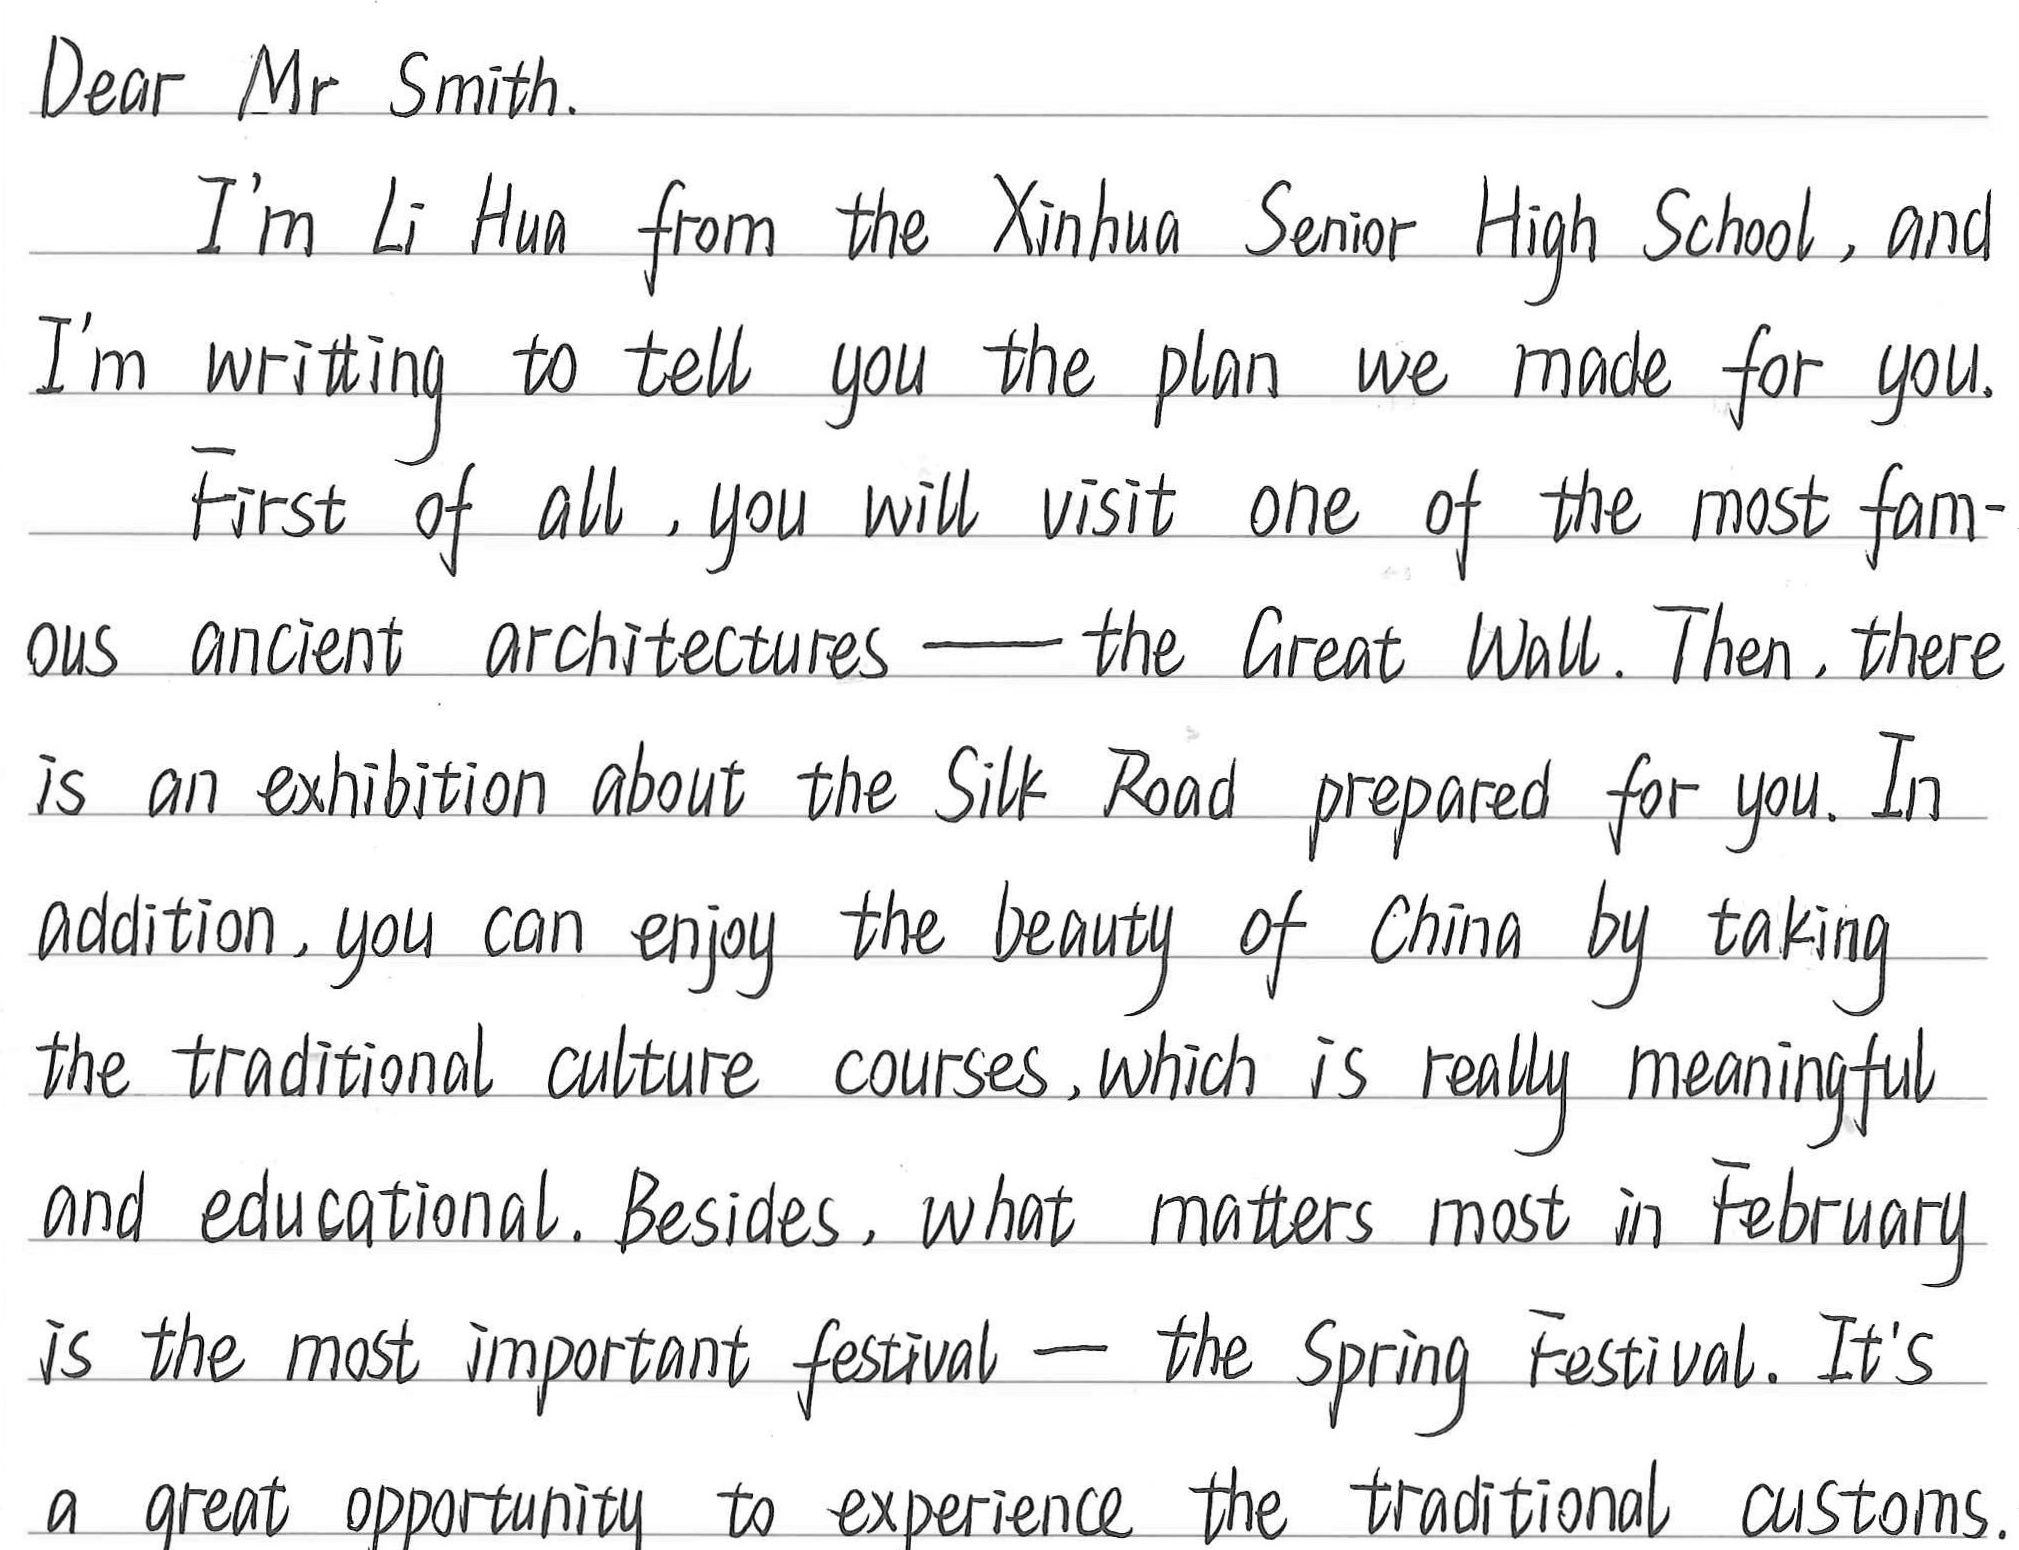 Dear Mr Smith.
I'm Li Hua from the Xinhua Senior High School, and
I'm writting to tell you the plan we made for you.
First of all, you will visit one of the most fam-
ous ancient architectures — the Great Wall. Then, there
is an exhibition about the Silk Road prepared for you. In
addition, you can enjoy the beauty of China by taking
the traditional culture courses, which is really meaningful
and educational. Besides, what matters most in February
is the most important festival — the Spring Festival. It's
a great opportunity to experience the traditional customs.